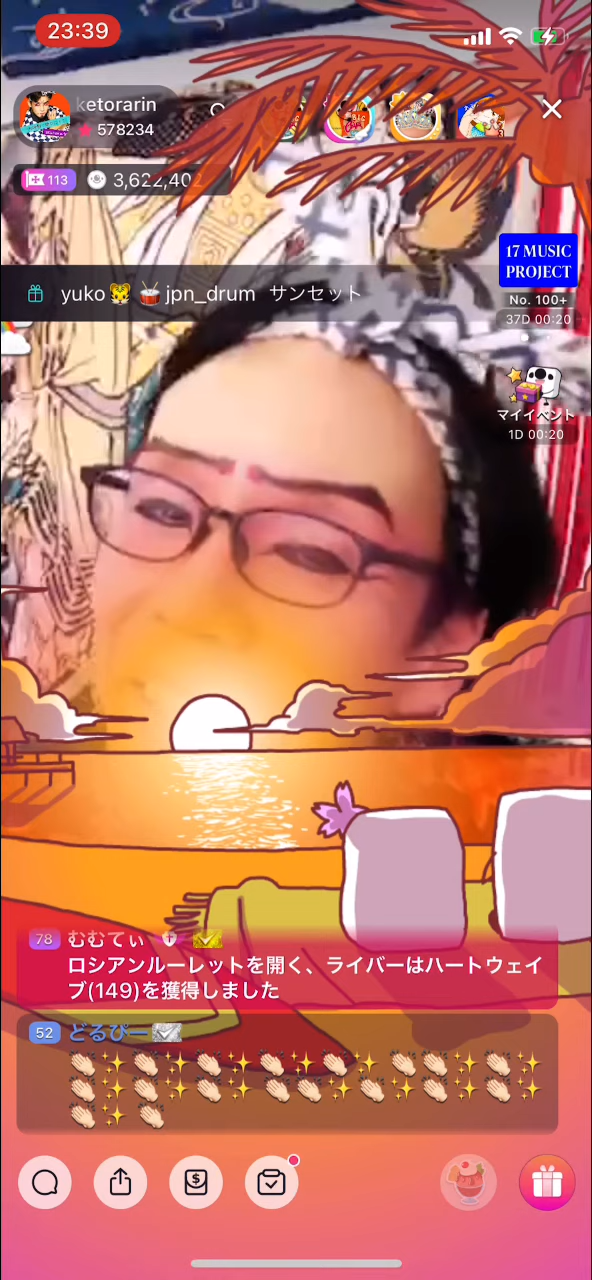 23:39
ketorarin
578234
113
3,622,402
17 MUSIC
PROJECT
No. 100+
37D 00:20
yuko🐯🥁jpn_drum サンセット
マイイベント
1D 00:20
78 むむてぃ
ロシアンルーレットを開く、ライバーはハートウェイ
ブ(149)を獲得しました
52 どるぴー
👏🏻✨👏🏻✨👏🏻✨👏🏻✨👏🏻✨👏🏻👏🏻✨👏🏻✨
👏🏻✨👏🏻✨👏🏻✨👏🏻👏🏻✨👏🏻✨👏🏻✨👏🏻✨
👏🏻✨👏🏻